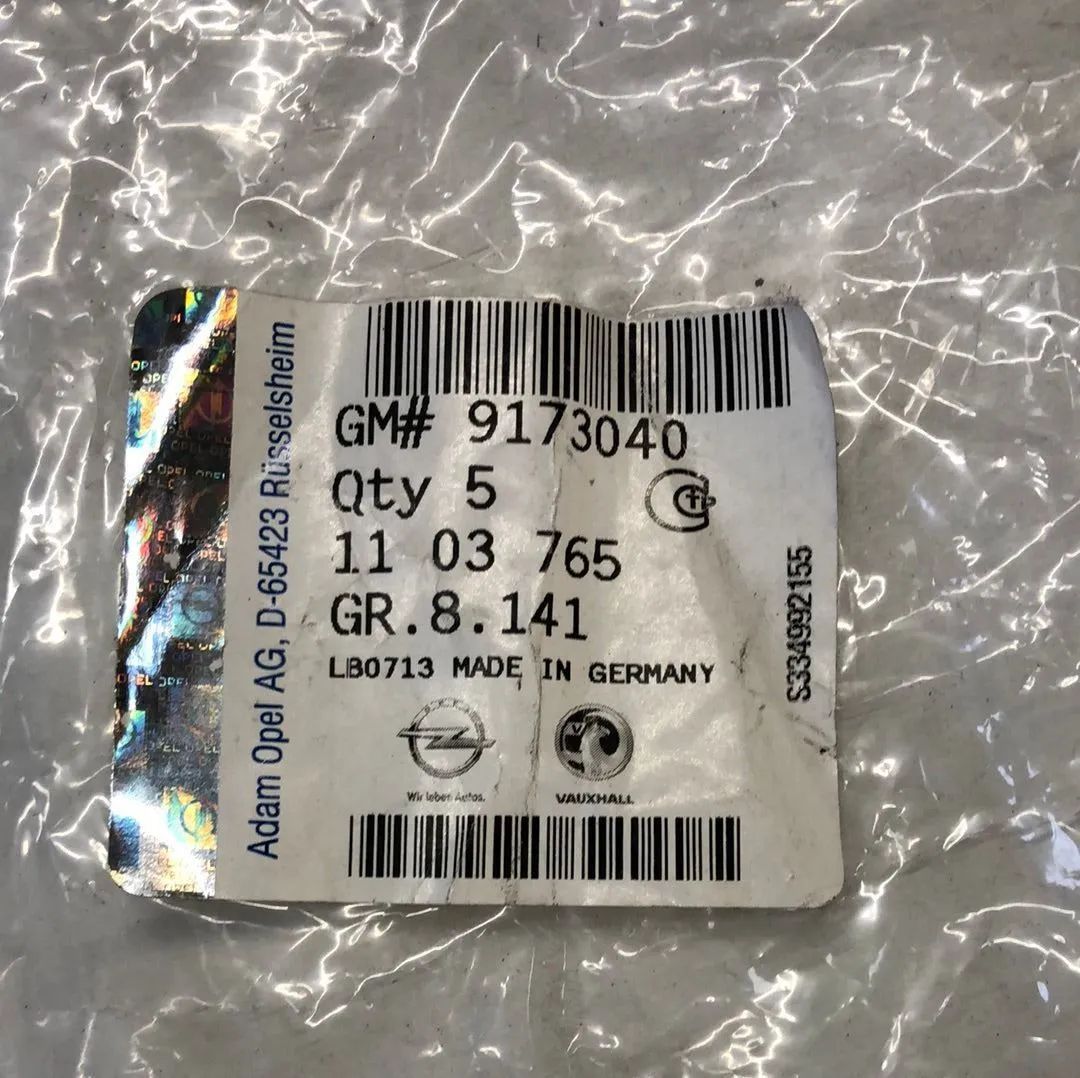 Adam Opel AG, D-65423 Rüsselsheim
GM# 9173040
Qty 5
11 03 765
GR.8.141
LB0713 MADE IN GERMANY
S334992155
Wir leben Autos.
VAUXHALL
OPEL